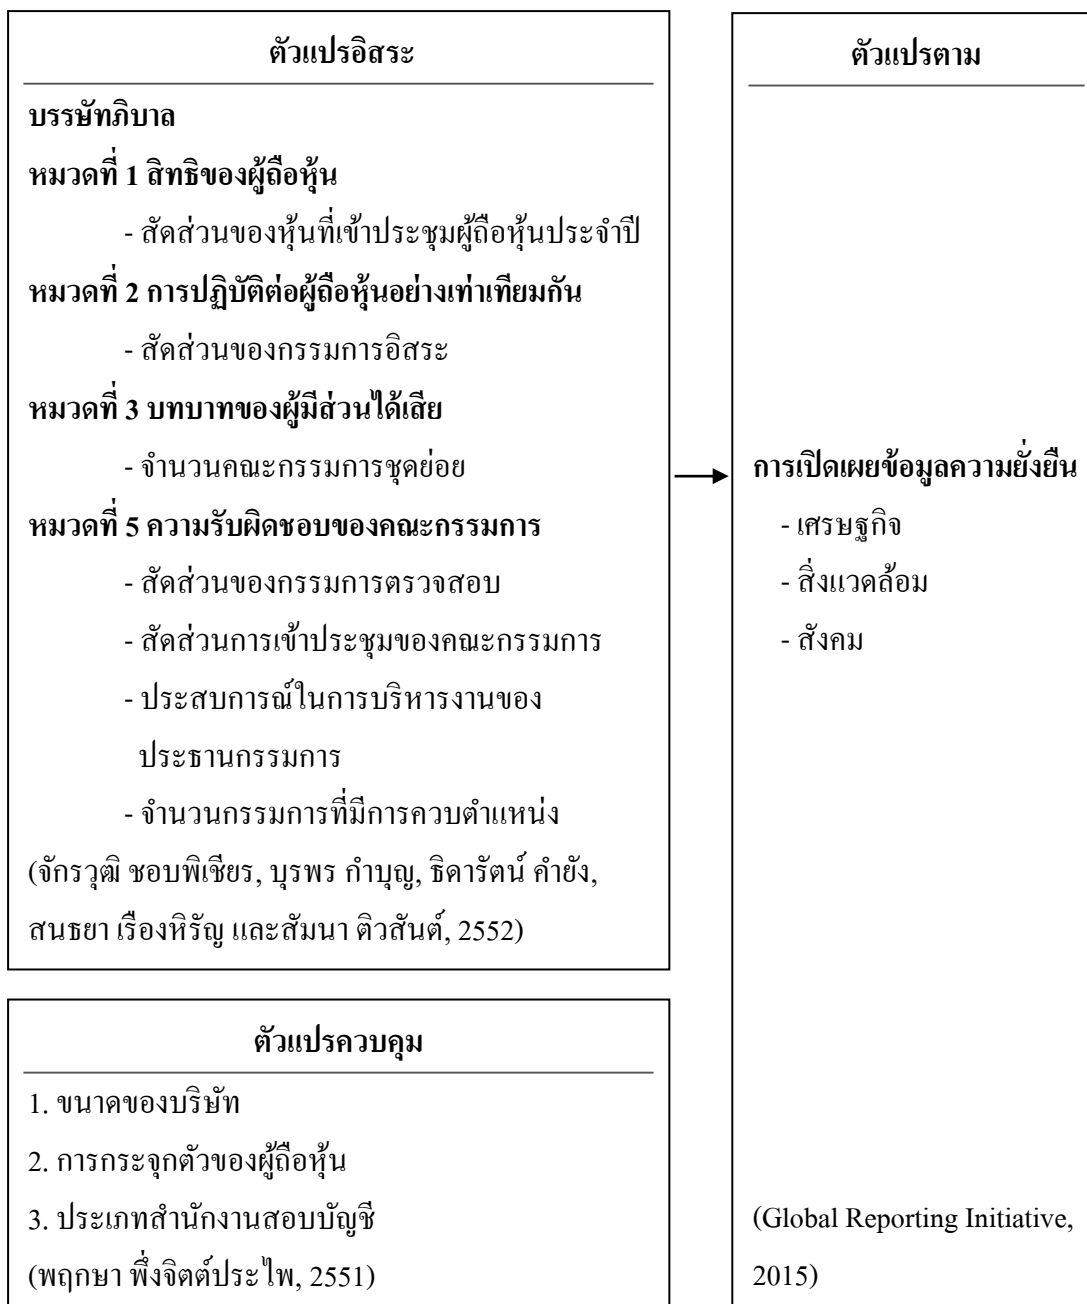 ตัวแปรอิสระ
บรรษัทภิบาล
หมวดที่ 1 สิทธิของผู้ถือหุ้น
- สัดส่วนของหุ้นที่เข้าประชุมผู้ถือหุ้นประจำปี
หมวดที่ 2 การปฏิบัติต่อผู้ถือหุ้นอย่างเท่าเทียมกัน
- สัดส่วนของกรรมการอิสระ
หมวดที่ 3 บทบาทของผู้มีส่วนได้เสีย
- จำนวนคณะกรรมการชุดย่อย
หมวดที่ 5 ความรับผิดชอบของคณะกรรมการ
- สัดส่วนของกรรมการตรวจสอบ
- สัดส่วนการเข้าประชุมของคณะกรรมการ
- ประสบการณ์ในการบริหารงานของ
ประธานกรรมการ
- จำนวนกรรมการที่มีการควบตำแหน่ง
(จักรวุฒิ ชอบพิเชียร, บุรพร กำบุญ, ธิดารัตน์ คำยัง,
สนธยา เรืองหิรัญ และสัมนา ติวสันต์, 2552)
ตัวแปรควบคุม
1. ขนาดของบริษัท
2. การกระจุกตัวของผู้ถือหุ้น
3. ประเภทสำนักงานสอบบัญชี
(พฤกษา พึ่งจิตต์ประไพ, 2551)
ตัวแปรตาม
การเปิดเผยข้อมูลความยั่งยืน
- เศรษฐกิจ
- สิ่งแวดล้อม
- สังคม
(Global Reporting Initiative,
2015)